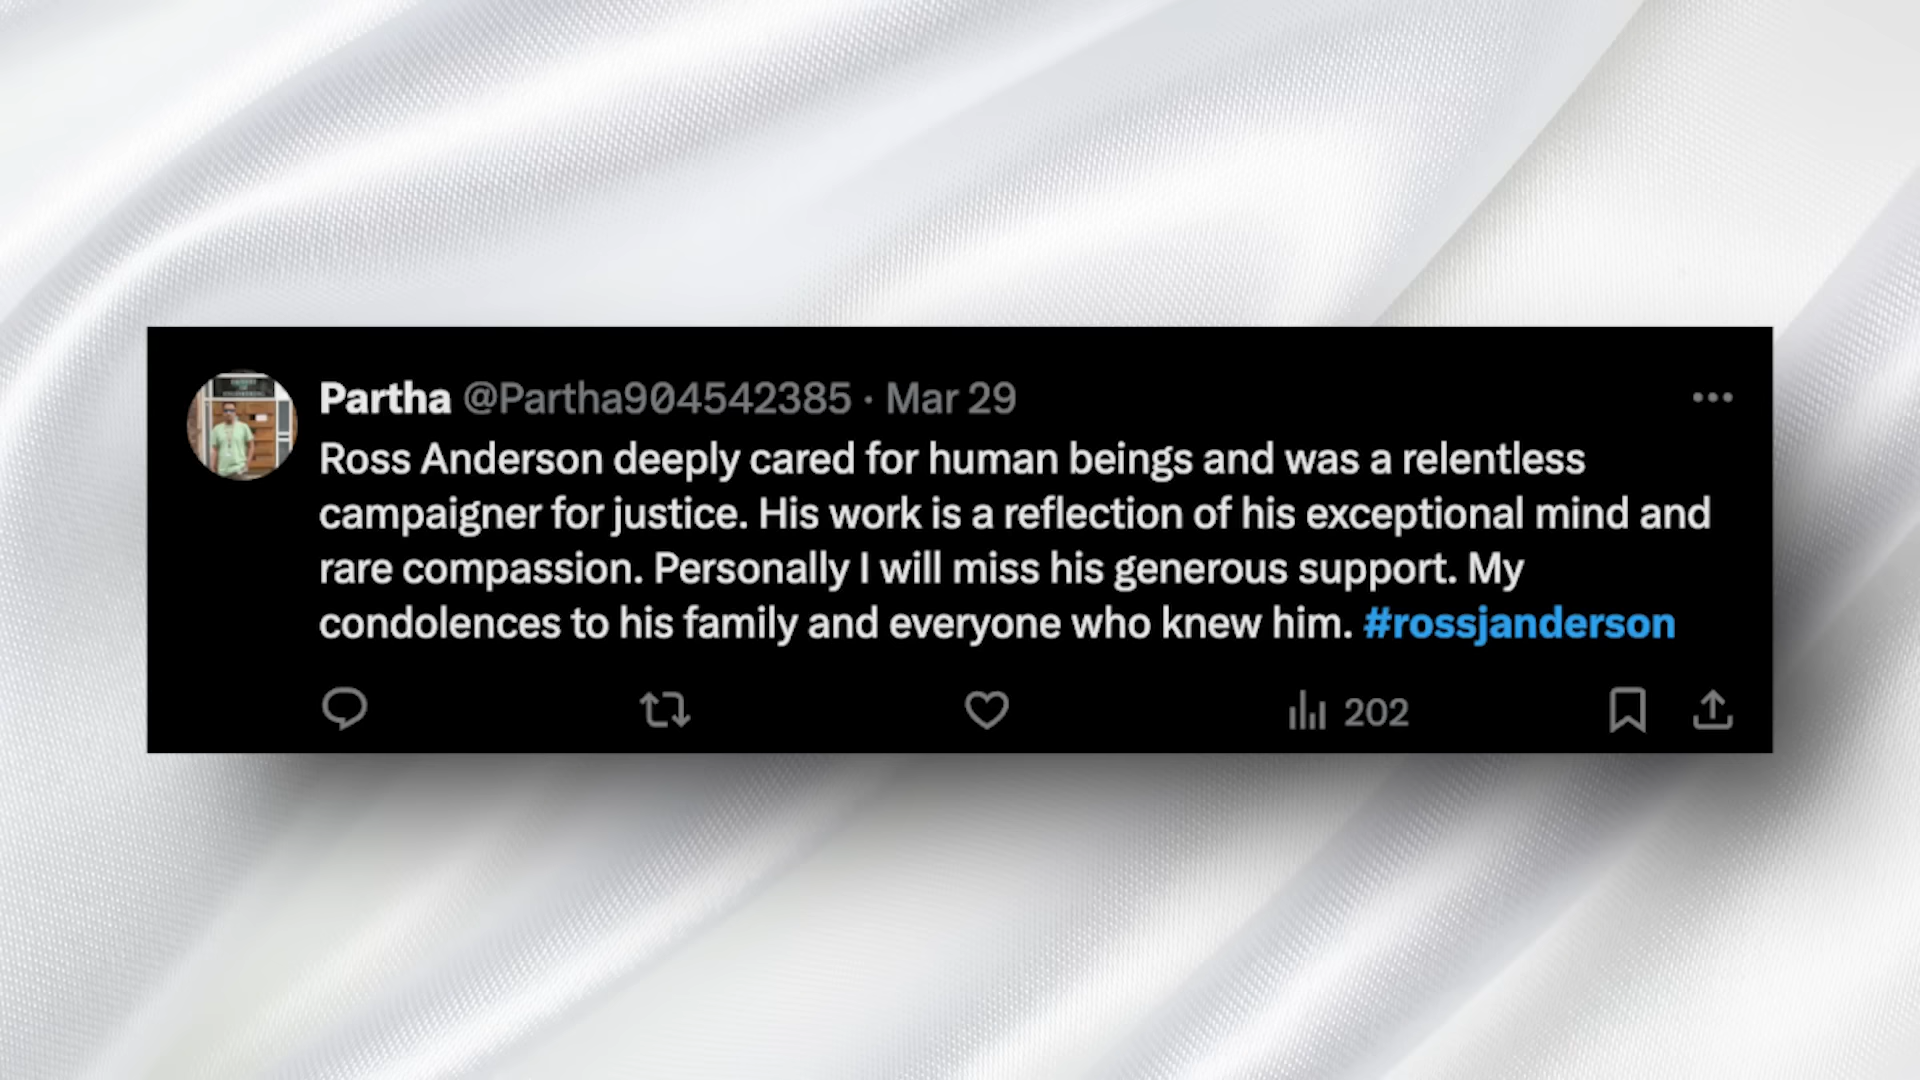 Partha @Partha904542385 · Mar 29
Ross Anderson deeply cared for human beings and was a relentless
campaigner for justice. His work is a reflection of his exceptional mind and
rare compassion. Personally I will miss his generous support. My
condolences to his family and everyone who knew him. #rossjanderson
202